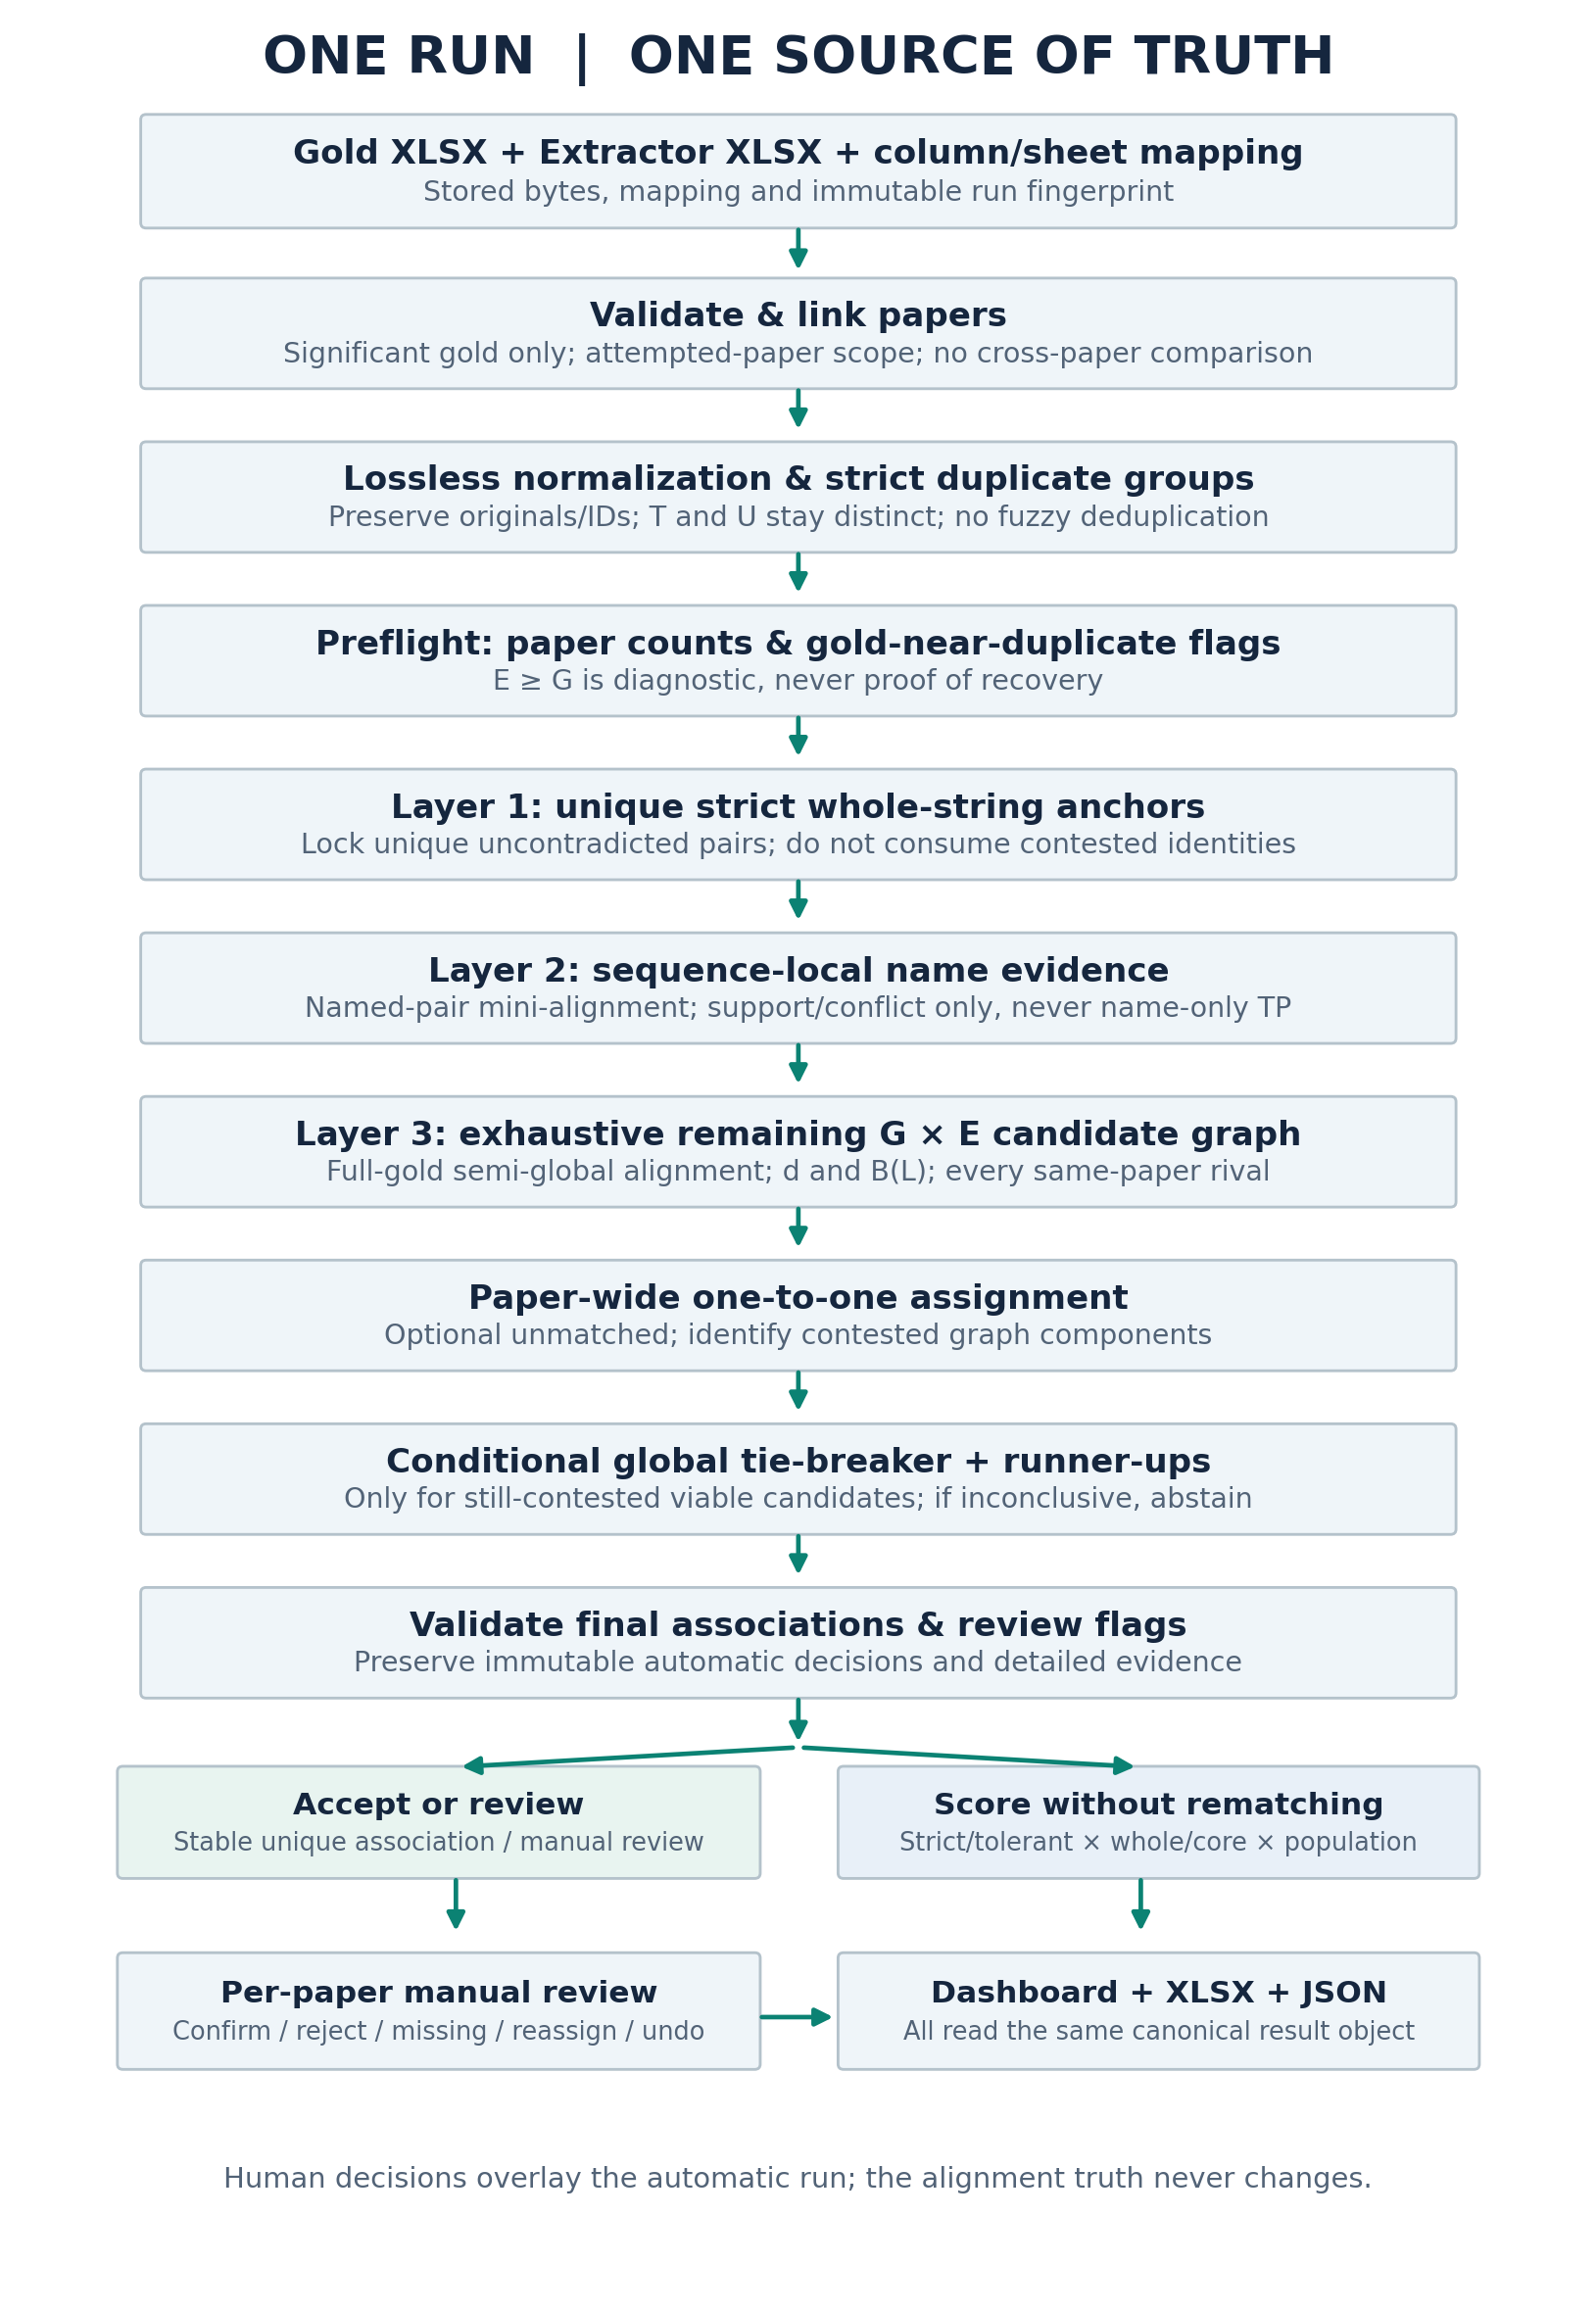 ONE RUN | ONE SOURCE OF TRUTH
Gold XLSX + Extractor XLSX + column/sheet mapping
Stored bytes, mapping and immutable run fingerprint
Validate & link papers
Significant gold only; attempted-paper scope; no cross-paper comparison
Lossless normalization & strict duplicate groups
Preserve originals/IDs; T and U stay distinct; no fuzzy deduplication
Preflight: paper counts & gold-near-duplicate flags
E ≥ G is diagnostic, never proof of recovery
Layer 1: unique strict whole-string anchors
Lock unique uncontradicted pairs; do not consume contested identities
Layer 2: sequence-local name evidence
Named-pair mini-alignment; support/conflict only, never name-only TP
Layer 3: exhaustive remaining G × E candidate graph
Full-gold semi-global alignment; d and B(L); every same-paper rival
Paper-wide one-to-one assignment
Optional unmatched; identify contested graph components
Conditional global tie-breaker + runner-ups
Only for still-contested viable candidates; if inconclusive, abstain
Validate final associations & review flags
Preserve immutable automatic decisions and detailed evidence
Accept or review
Stable unique association / manual review
Score without rematching
Strict/tolerant × whole/core × population
Per-paper manual review
Confirm / reject / missing / reassign / undo
Dashboard + XLSX + JSON
All read the same canonical result object
Human decisions overlay the automatic run; the alignment truth never changes.